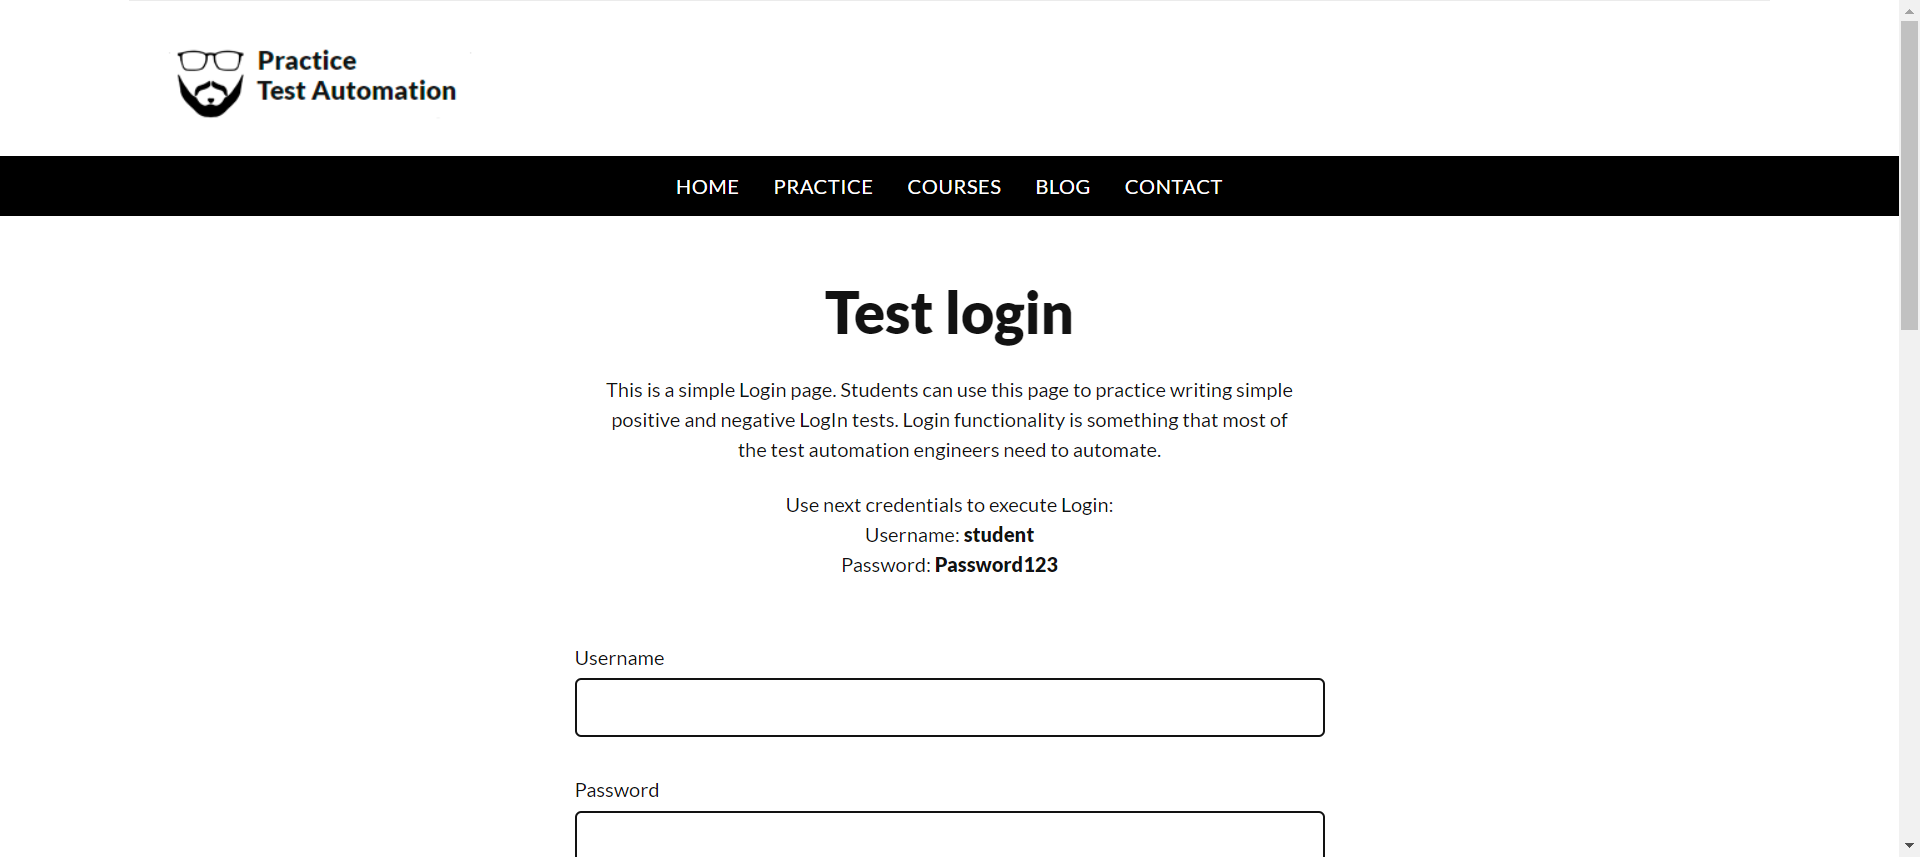 Practice
Test Automation
HOME PRACTICE COURSES BLOG CONTACT
Test login
This is a simple Login page. Students can use this page to practice writing simple
positive and negative LogIn tests. Login functionality is something that most of
the test automation engineers need to automate.
Use next credentials to execute Login:
Username: student
Password: Password123
Username
Password